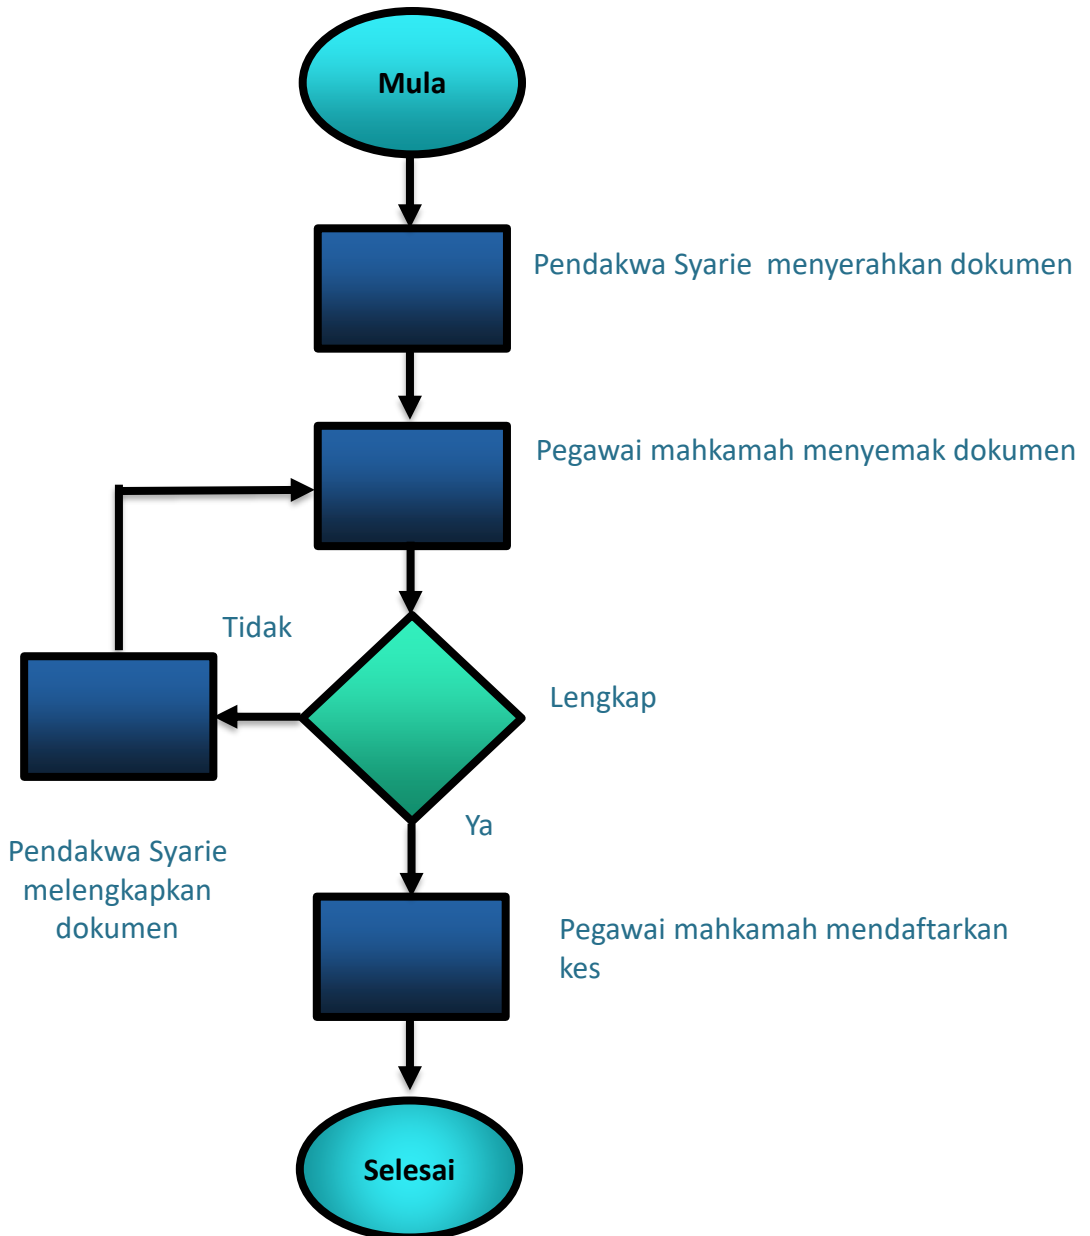 Mula
Pendakwa Syarie  menyerahkan dokumen
Pegawai mahkamah menyemak dokumen
Tidak
Lengkap
Ya
Pendakwa Syarie
melengkapkan
dokumen
Pegawai mahkamah mendaftarkan
kes
Selesai